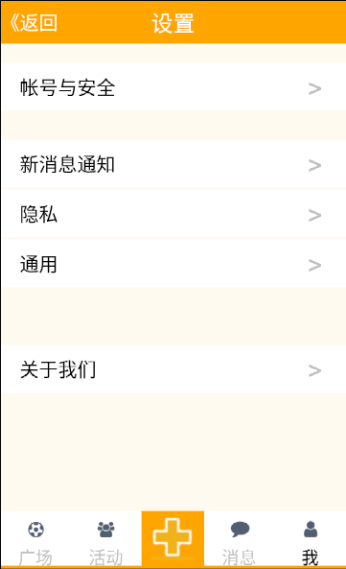 《返回 设置
帐号与安全 >
新消息通知 >
隐私 >
通用 >
关于我们 >
广场 活动 消息 我